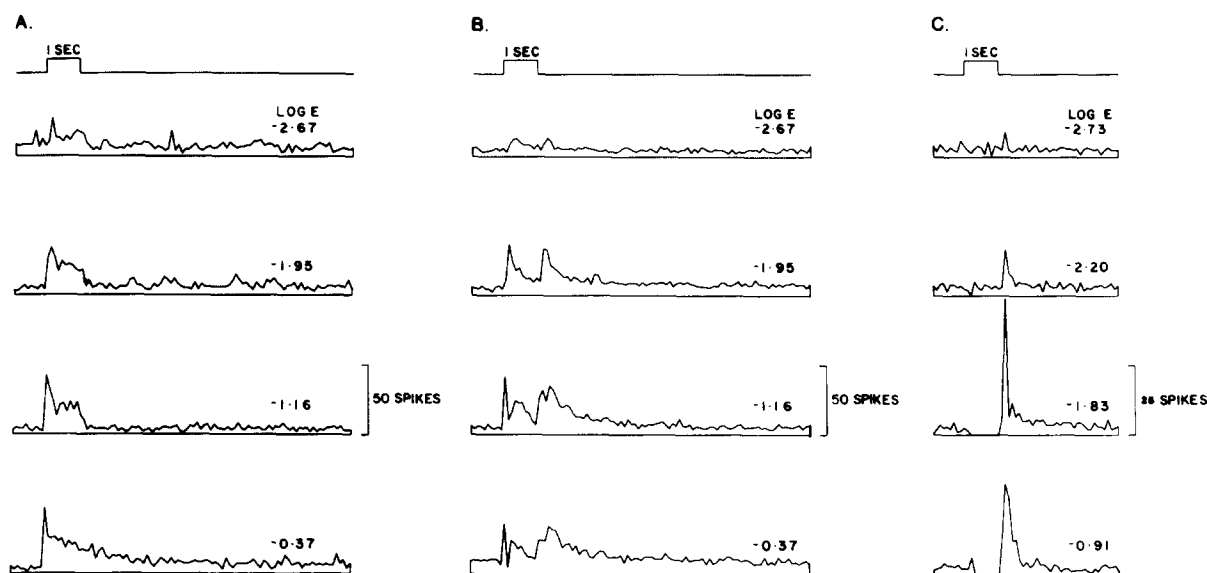 A.
1 SEC
LOG E
-2.67
-1.95
-1.16
50 SPIKES
-0.37
B.
1 SEC
LOG E
-2.67
-1.95
-1.16
50 SPIKES
-0.37
C.
1 SEC
LOG E
-2.73
-2.20
-1.83
SPIKES
-0.91